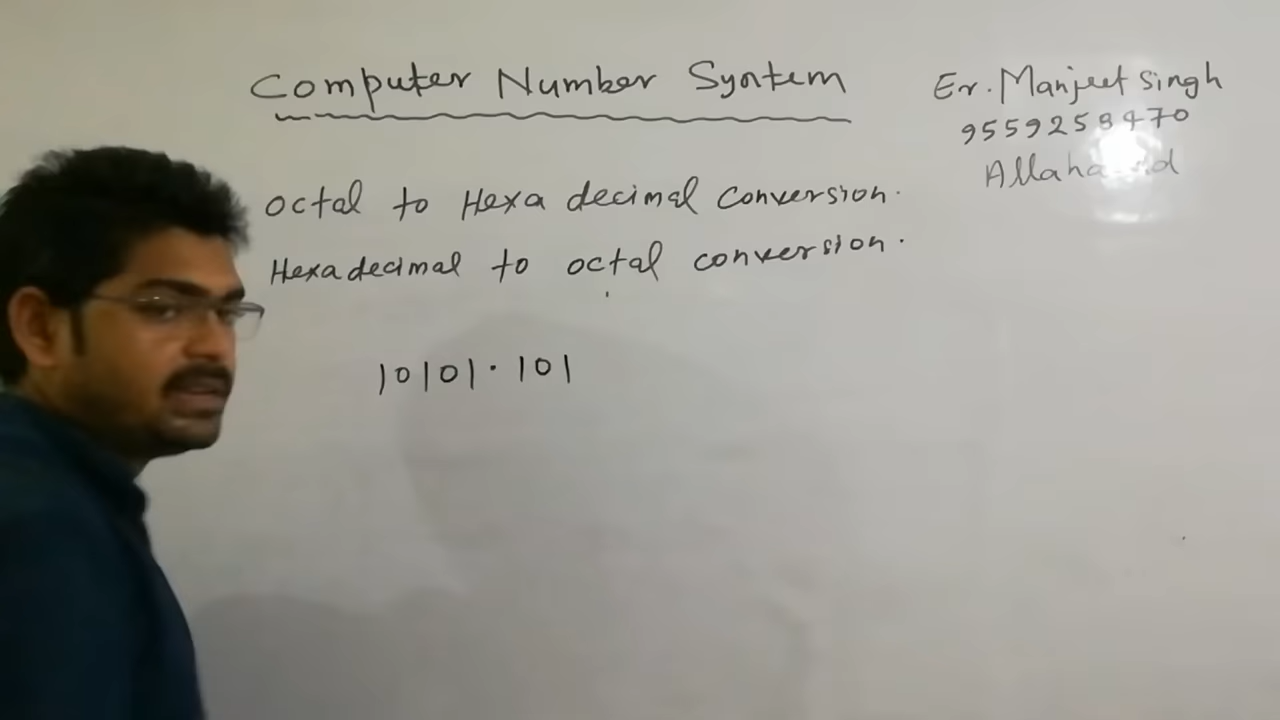 Computer Number System
Er. Manjeet Singh
9559258470
octal to Hexa decimal Conversion.
Hexadecimal to octal conversion.
10101.101